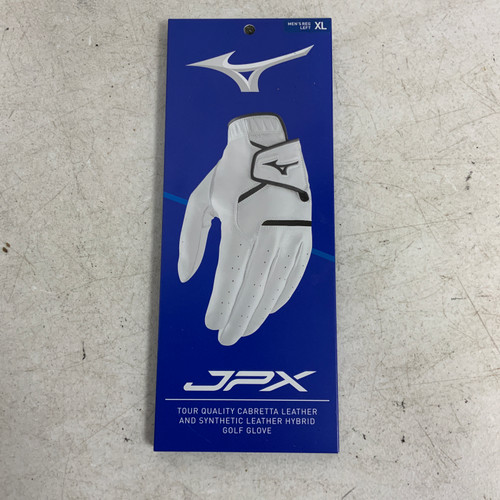 MEN'S REG XL
LEFT
JPX
TOUR QUALITY CABRETTA LEATHER
AND SYNTHETIC LEATHER HYBRID
GOLF GLOVE